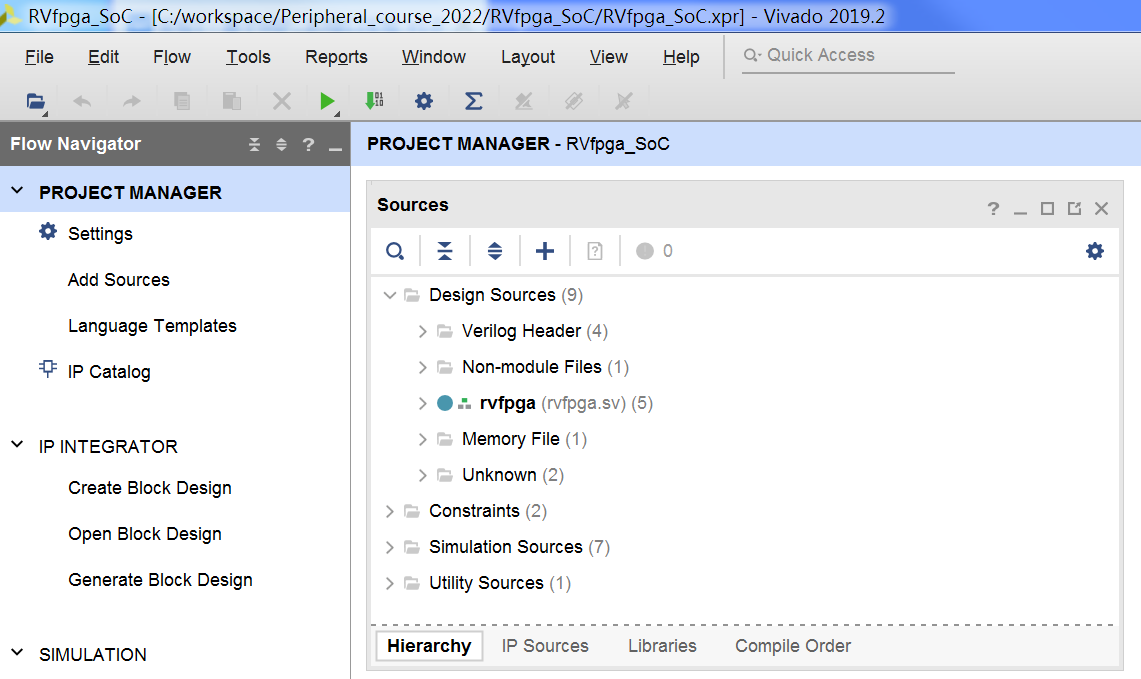 RVfpga_SoC - [C:/workspace/Peripheral_course_2022/RVfpga_SoC/RVfpga_SoC.xpr] - Vivado 2019.2
File Edit Flow Tools Reports Window Layout View Help Quick Access
Flow Navigator ?
PROJECT MANAGER
Settings
Add Sources
Language Templates
IP Catalog
IP INTEGRATOR
Create Block Design
Open Block Design
Generate Block Design
SIMULATION
PROJECT MANAGER - RVfpga_SoC
Sources ?
0
Design Sources (9)
Verilog Header (4)
Non-module Files (1)
rvfpga (rvfpga.sv) (5)
Memory File (1)
Unknown (2)
Constraints (2)
Simulation Sources (7)
Utility Sources (1)
Hierarchy IP Sources Libraries Compile Order